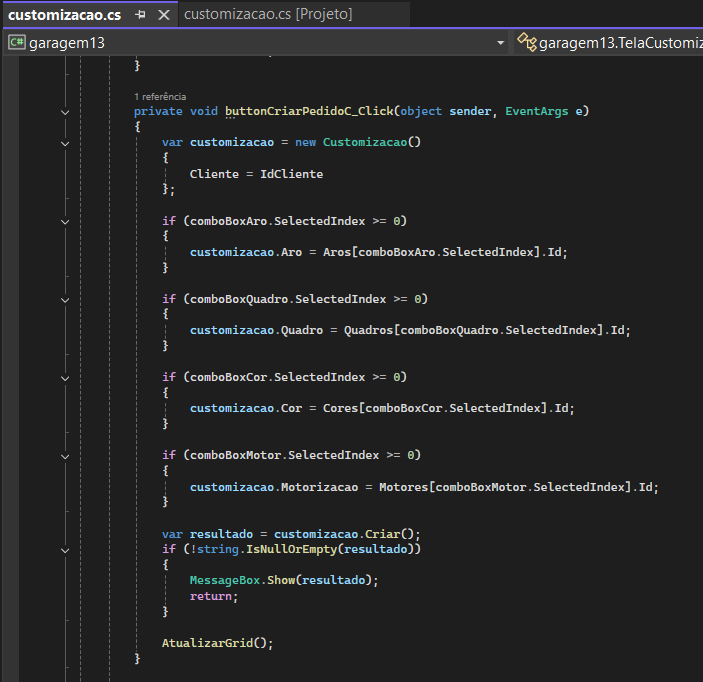 customizacao.cs
customizacao.cs [Projeto]
C# garagem13
garagem13.TelaCustomiz
}
1 referência
private void buttonCriarPedidoC_Click(object sender, EventArgs e)
{
var customizacao = new Customizacao()
{
Cliente = IdCliente
};
if (comboBoxAro.SelectedIndex >= 0)
{
customizacao.Aro = Aros[comboBoxAro.SelectedIndex].Id;
}
if (comboBoxQuadro.SelectedIndex >= 0)
{
customizacao.Quadro = Quadros[comboBoxQuadro.SelectedIndex].Id;
}
if (comboBoxCor.SelectedIndex >= 0)
{
customizacao.Cor = Cores[comboBoxCor.SelectedIndex].Id;
}
if (comboBoxMotor.SelectedIndex >= 0)
{
customizacao.Motorizacao = Motores[comboBoxMotor.SelectedIndex].Id;
}
var resultado = customizacao.Criar();
if (!string.IsNullOrEmpty(resultado))
{
MessageBox.Show(resultado);
return;
}
AtualizarGrid();
}